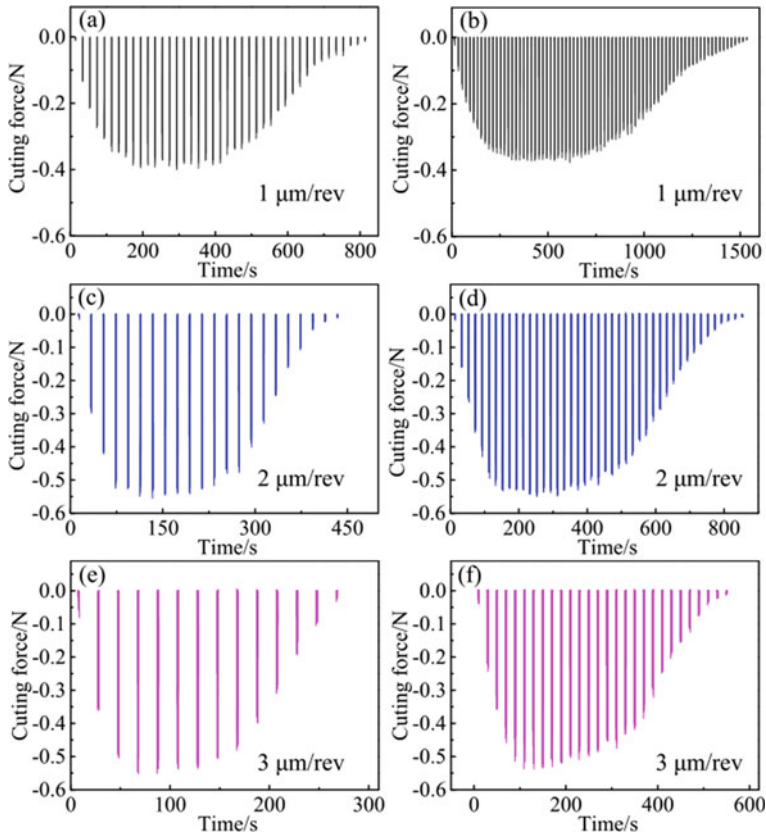 (a)
0.0
-0.2
-0.4
-0.6
Cuting force/N
1 μm/rev
0 200 400 600 800
Time/s
(b)
0.0
-0.2
-0.4
-0.6
Cuting force/N
1 μm/rev
0 500 1000 1500
Time/s
(c)
0.0
-0.1
-0.2
-0.3
-0.4
-0.5
-0.6
Cuting force/N
2 μm/rev
0 150 300 450
Time/s
(d)
0.0
-0.1
-0.2
-0.3
-0.4
-0.5
-0.6
Cuting force/N
2 μm/rev
0 200 400 600 800
Time/s
(e)
0.0
-0.1
-0.2
-0.3
-0.4
-0.5
-0.6
Cuting force/N
3 μm/rev
0 100 200 300
Time/s
(f)
0.0
-0.1
-0.2
-0.3
-0.4
-0.5
-0.6
Cuting force/N
3 μm/rev
0 200 400 600
Time/s